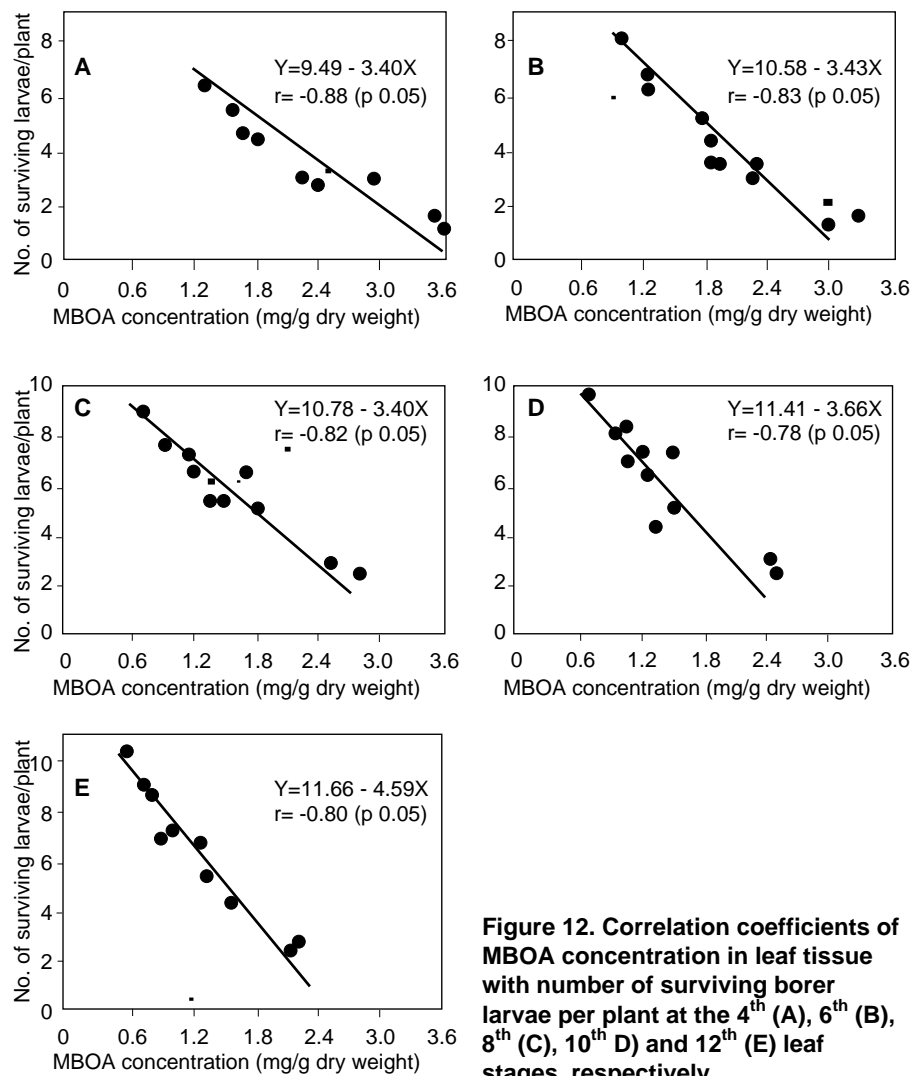 No. of surviving larvae/plant
8
6
4
2
0
A
Y=9.49 - 3.40X
r= -0.88 (p 0.05)
0 0.6 1.2 1.8 2.4 3.0 3.6
MBOA concentration (mg/g dry weight)
8
6
4
2
0
B
Y=10.58 - 3.43X
r= -0.83 (p 0.05)
0 0.6 1.2 1.8 2.4 3.0 3.6
MBOA concentration (mg/g dry weight)
No. of surviving larvae/plant
10
8
6
4
2
0
C
Y=10.78 - 3.40X
r= -0.82 (p 0.05)
0 0.6 1.2 1.8 2.4 3.0 3.6
MBOA concentration (mg/g dry weight)
10
8
6
4
2
0
D
Y=11.41 - 3.66X
r= -0.78 (p 0.05)
0 0.6 1.2 1.8 2.4 3.0 3.6
MBOA concentration (mg/g dry weight)
No. of surviving larvae/plant
10
8
6
4
2
0
E
Y=11.66 - 4.59X
r= -0.80 (p 0.05)
0 0.6 1.2 1.8 2.4 3.0 3.6
MBOA concentration (mg/g dry weight)
Figure 12. Correlation coefficients of
MBOA concentration in leaf tissue
with number of surviving borer
larvae per plant at the 4th (A), 6th (B),
8th (C), 10th D) and 12th (E) leaf
stages, respectively